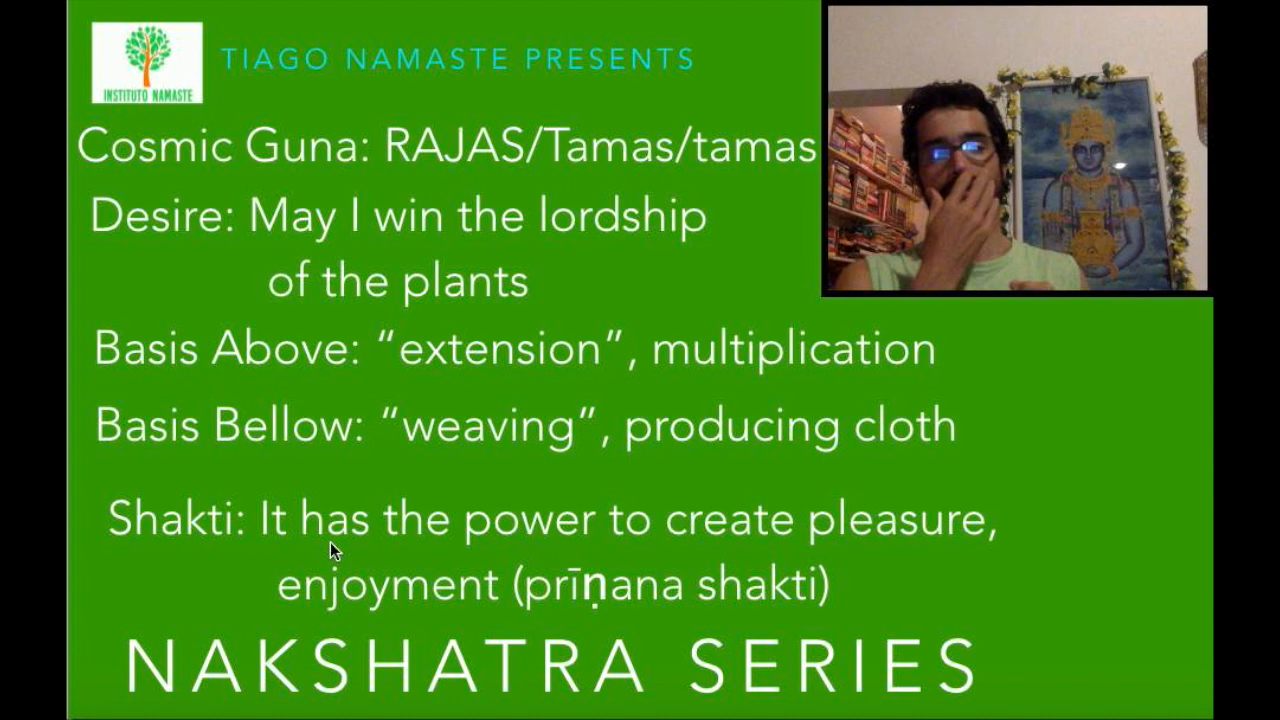 INSTITUTO NAMASTE
TIAGO NAMASTE PRESENTS
Cosmic Guna: RAJAS/Tamas/tamas
Desire: May I win the lordship
of the plants
Basis Above: “extension”, multiplication
Basis Bellow: “weaving”, producing cloth
Shakti: It has the power to create pleasure,
enjoyment (prīṇana shakti)
NAKSHATRA SERIES